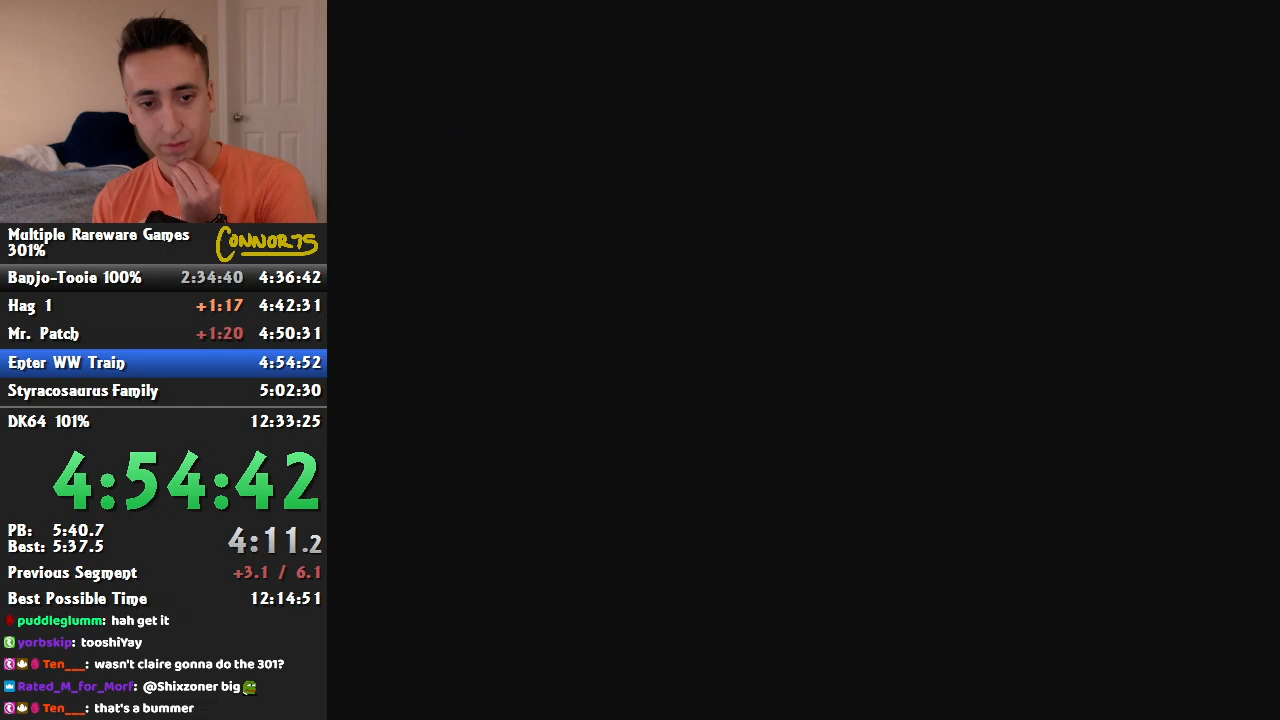 Multiple Rareware Games
301%
CONNOR75
Banjo-Tooie 100% 2:34:40 4:36:42
Hag 1 +1:17 4:42:31
Mr. Patch +1:20 4:50:31
Enter WW Train 4:54:52
Styracosaurus Family 5:02:30
DK64 101% 12:33:25
4:54:42
PB: 5:40.7
Best: 5:37.5
4:11.2
Previous Segment +3.1 / 6.1
Best Possible Time 12:14:51
puddleglumm: hah get it
yorbskip: tooshiYay
Ten___: wasn't claire gonna do the 301?
Rated_M_for_Morf: @Shixzoner big
Ten___: that's a bummer